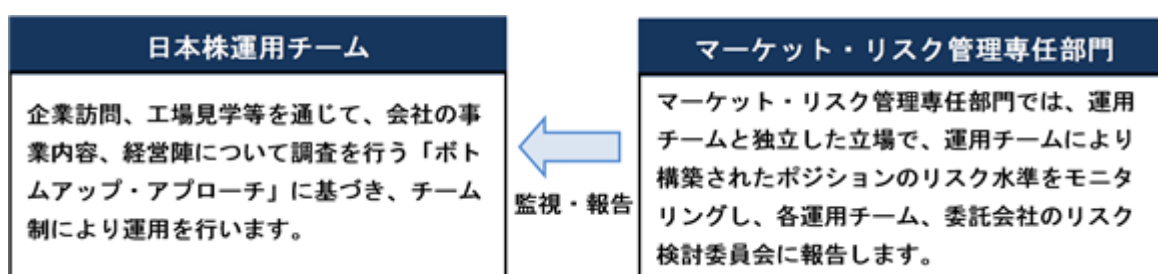 日本株運用チーム
企業訪問、工場見学等を通じて、会社の事
業内容、経営陣について調査を行う「ボト
ムアップ・アプローチ」に基づき、チーム
制により運用を行います。
監視・報告
マーケット・リスク管理専任部門
マーケット・リスク管理専任部門では、運用
チームと独立した立場で、運用チームにより
構築されたポジションのリスク水準をモニタ
リングし、各運用チーム、委託会社のリスク
検討委員会に報告します。